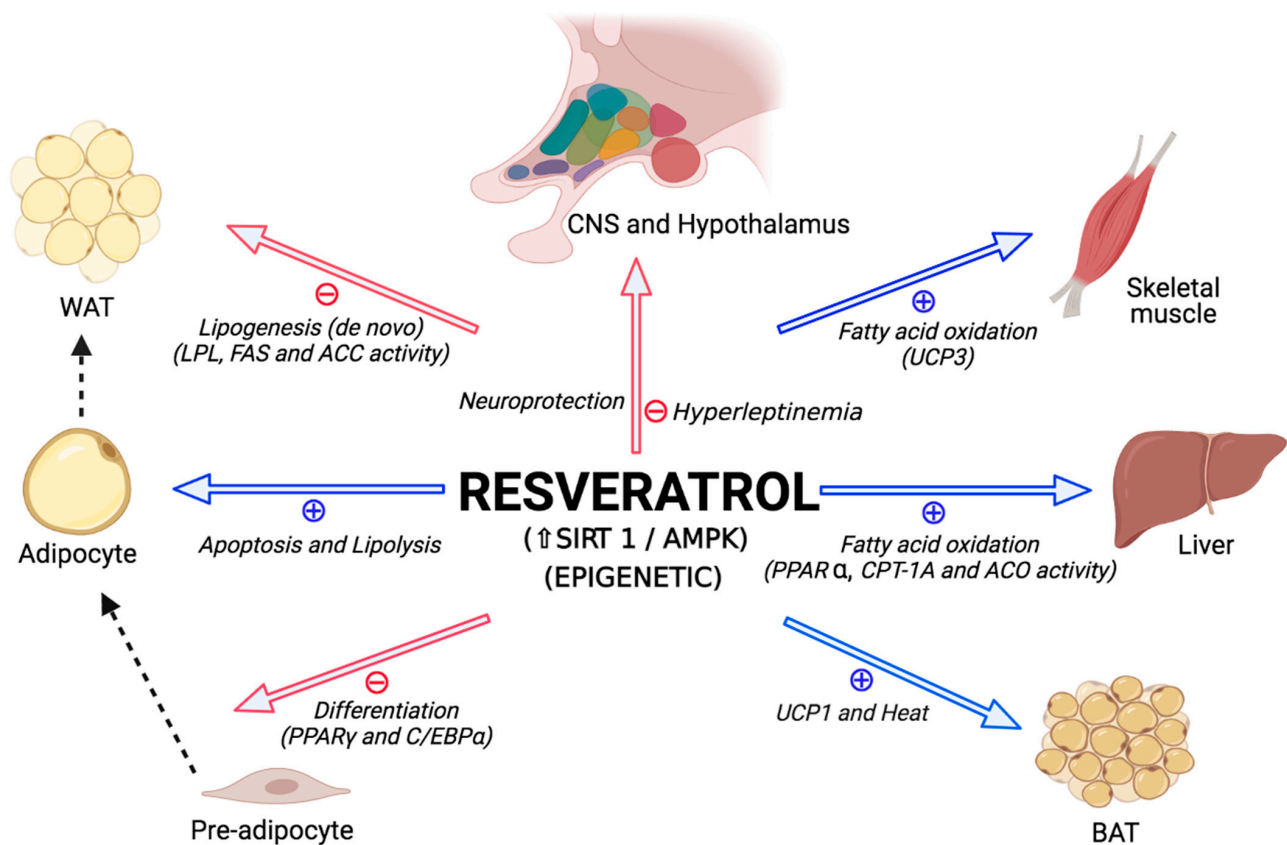 CNS and Hypothalamus
WAT
⊖
Lipogenesis (de novo)
(LPL, FAS and ACC activity)
⊕
Fatty acid oxidation
(UCP3)
Skeletal
muscle
Neuroprotection
⊖ Hyperleptinemia
Adipocyte
⊕
Apoptosis and Lipolysis
RESVERATROL
(⇧SIRT 1 / AMPK)
(EPIGENETIC)
⊕
Fatty acid oxidation
(PPAR α, CPT-1A and ACO activity)
Liver
⊖
Differentiation
(PPARγ and C/EBPα)
⊕
UCP1 and Heat
Pre-adipocyte
BAT